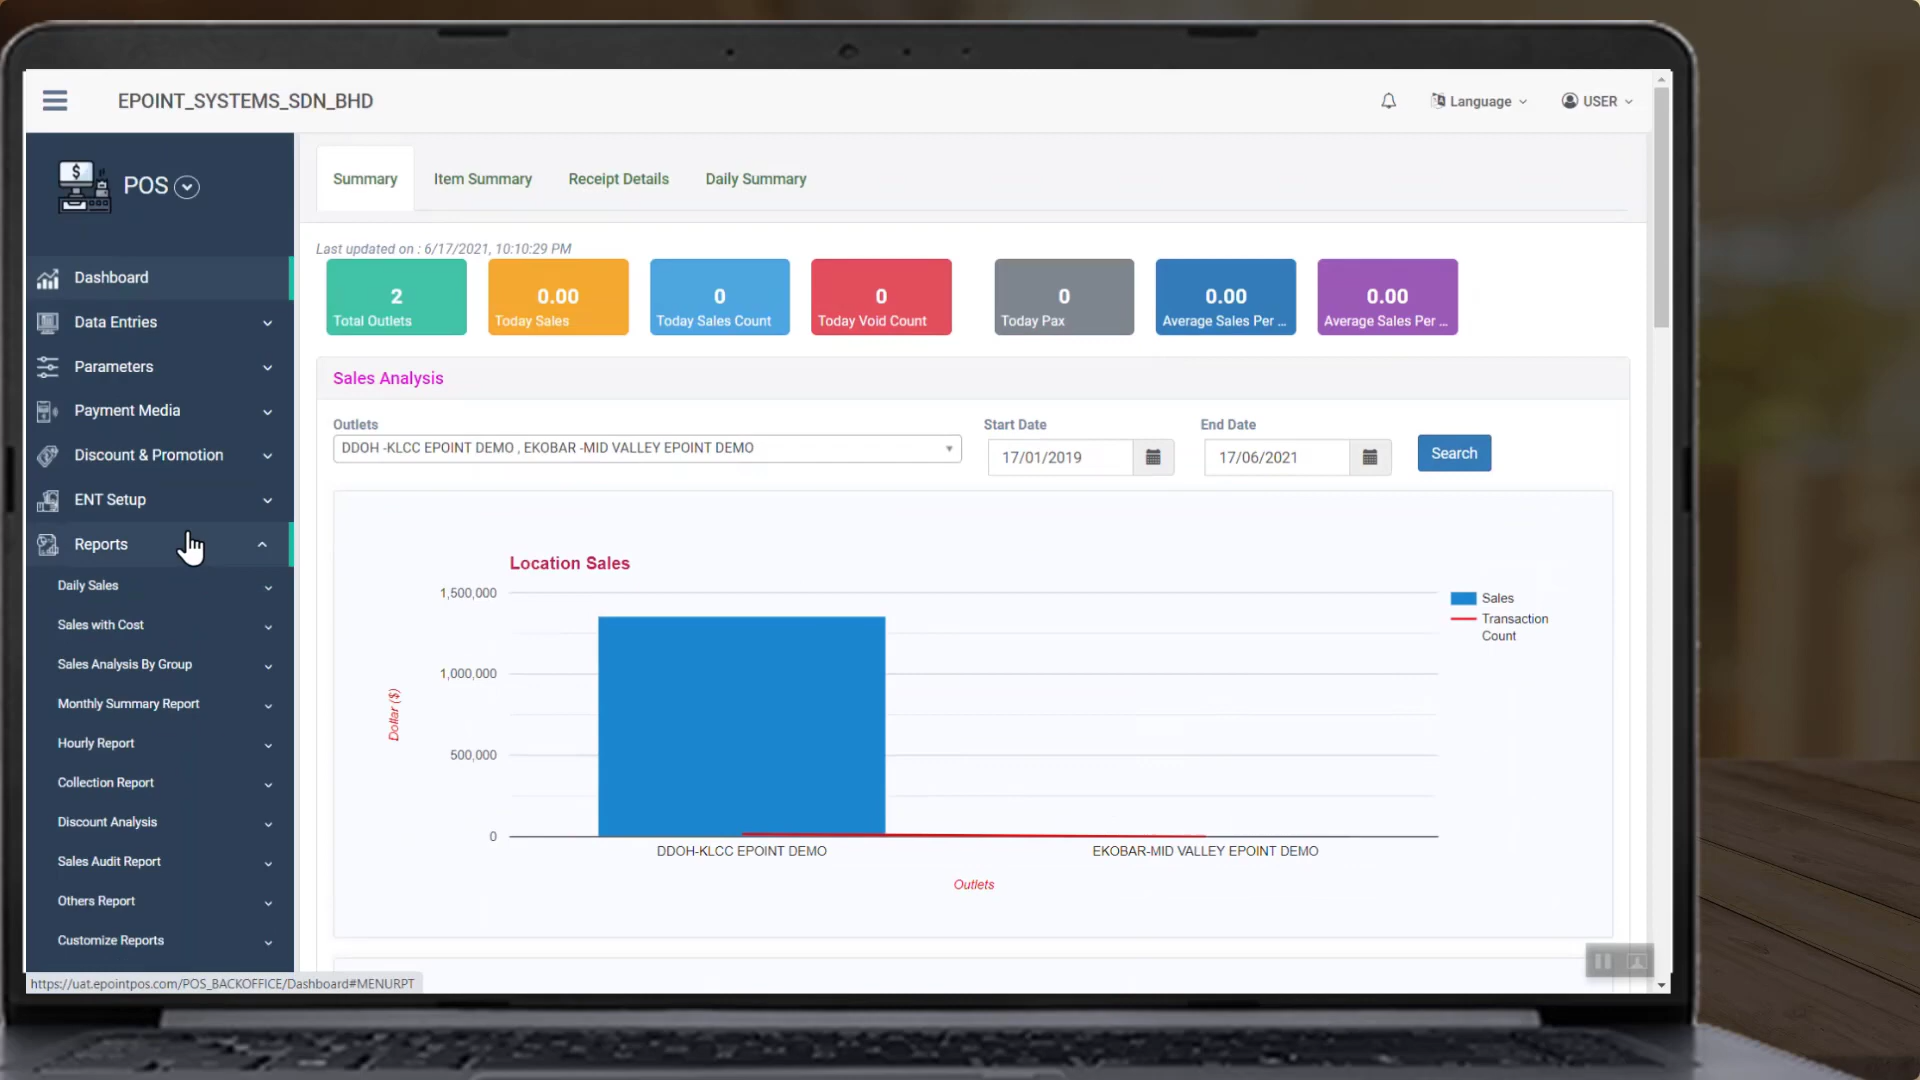 EPOINT_SYSTEMS_SDN_BHD
Language
USER
POS
Dashboard
Data Entries
Parameters
Payment Media
Discount & Promotion
ENT Setup
Reports
Daily Sales
Sales with Cost
Sales Analysis By Group
Monthly Summary Report
Hourly Report
Collection Report
Discount Analysis
Sales Audit Report
Others Report
Customize Reports
https://uat.epointpos.com/POS_BACKOFFICE/Dashboard#MENURPT
Summary
Item Summary
Receipt Details
Daily Summary
Last updated on : 6/17/2021, 10:10:29 PM
2
Total Outlets
0.00
Today Sales
0
Today Sales Count
0
Today Void Count
0
Today Pax
0.00
Average Sales Per ...
0.00
Average Sales Per ...
Sales Analysis
Outlets
DDOH -KLCC EPOINT DEMO , EKOBAR -MID VALLEY EPOINT DEMO
Start Date
17/01/2019
End Date
17/06/2021
Search
Location Sales
1,500,000
1,000,000
500,000
0
Dollar ($)
DDOH-KLCC EPOINT DEMO
EKOBAR-MID VALLEY EPOINT DEMO
Outlets
Sales
Transaction
Count